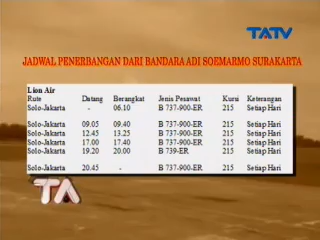 TATV
JADWAL PENERBANGAN DARI BANDARA ADI SOEMARMO SURAKARTA
Lion Air
Rute Datang Berangkat Jenis Pesawat Kursi Keterangan
Solo-Jakarta - 06.10 B 737-900-ER 215 Setiap Hari
Solo-Jakarta 09.05 09.40 B 737-900-ER 215 Setiap Hari
Solo-Jakarta 12.45 13.25 B 737-900-ER 215 Setiap Hari
Solo-Jakarta 17.00 17.40 B 737-900-ER 215 Setiap Hari
Solo-Jakarta 19.20 20.00 B 739-ER 215 Setiap Hari
Solo-Jakarta 20.45 - B 737-900-ER 215 Setiap Hari
TA